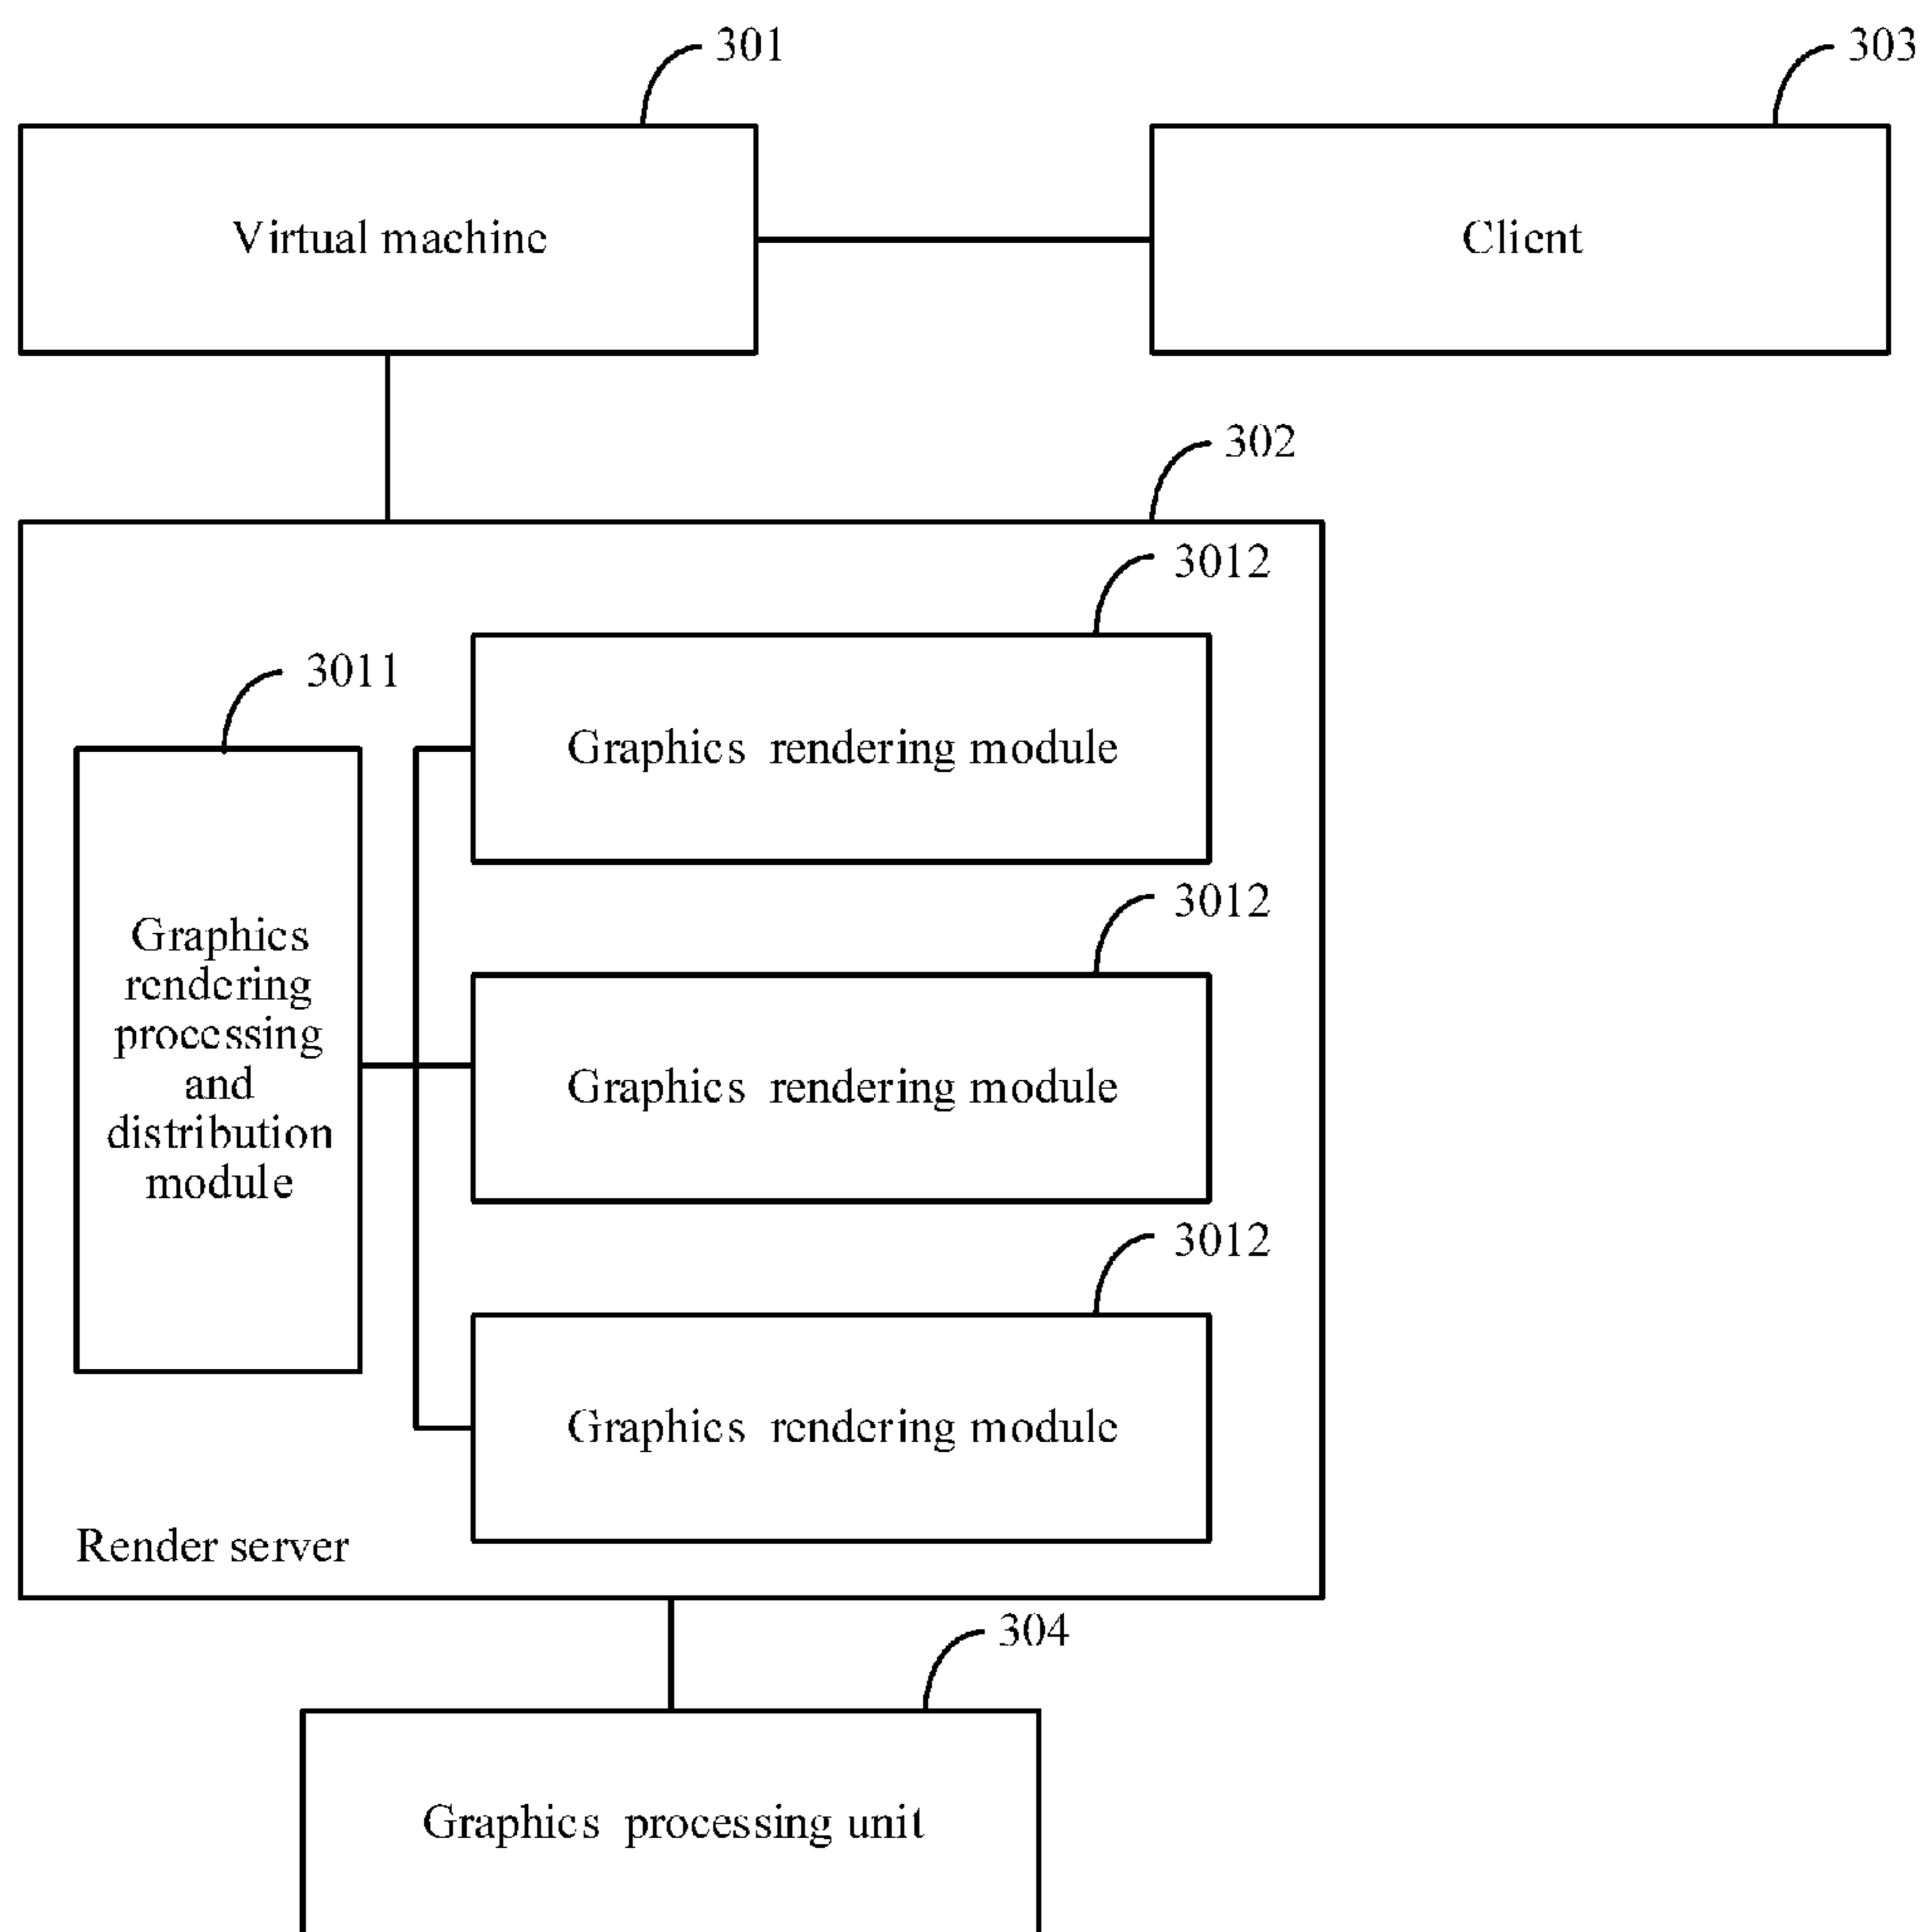 301
303
Virtual machine
Client
302
3012
3011
Graphics rendering module
3012
Graphics
rendering
processing
and
distribution
module
Graphics rendering module
3012
Graphics rendering module
Render server
304
Graphics processing unit